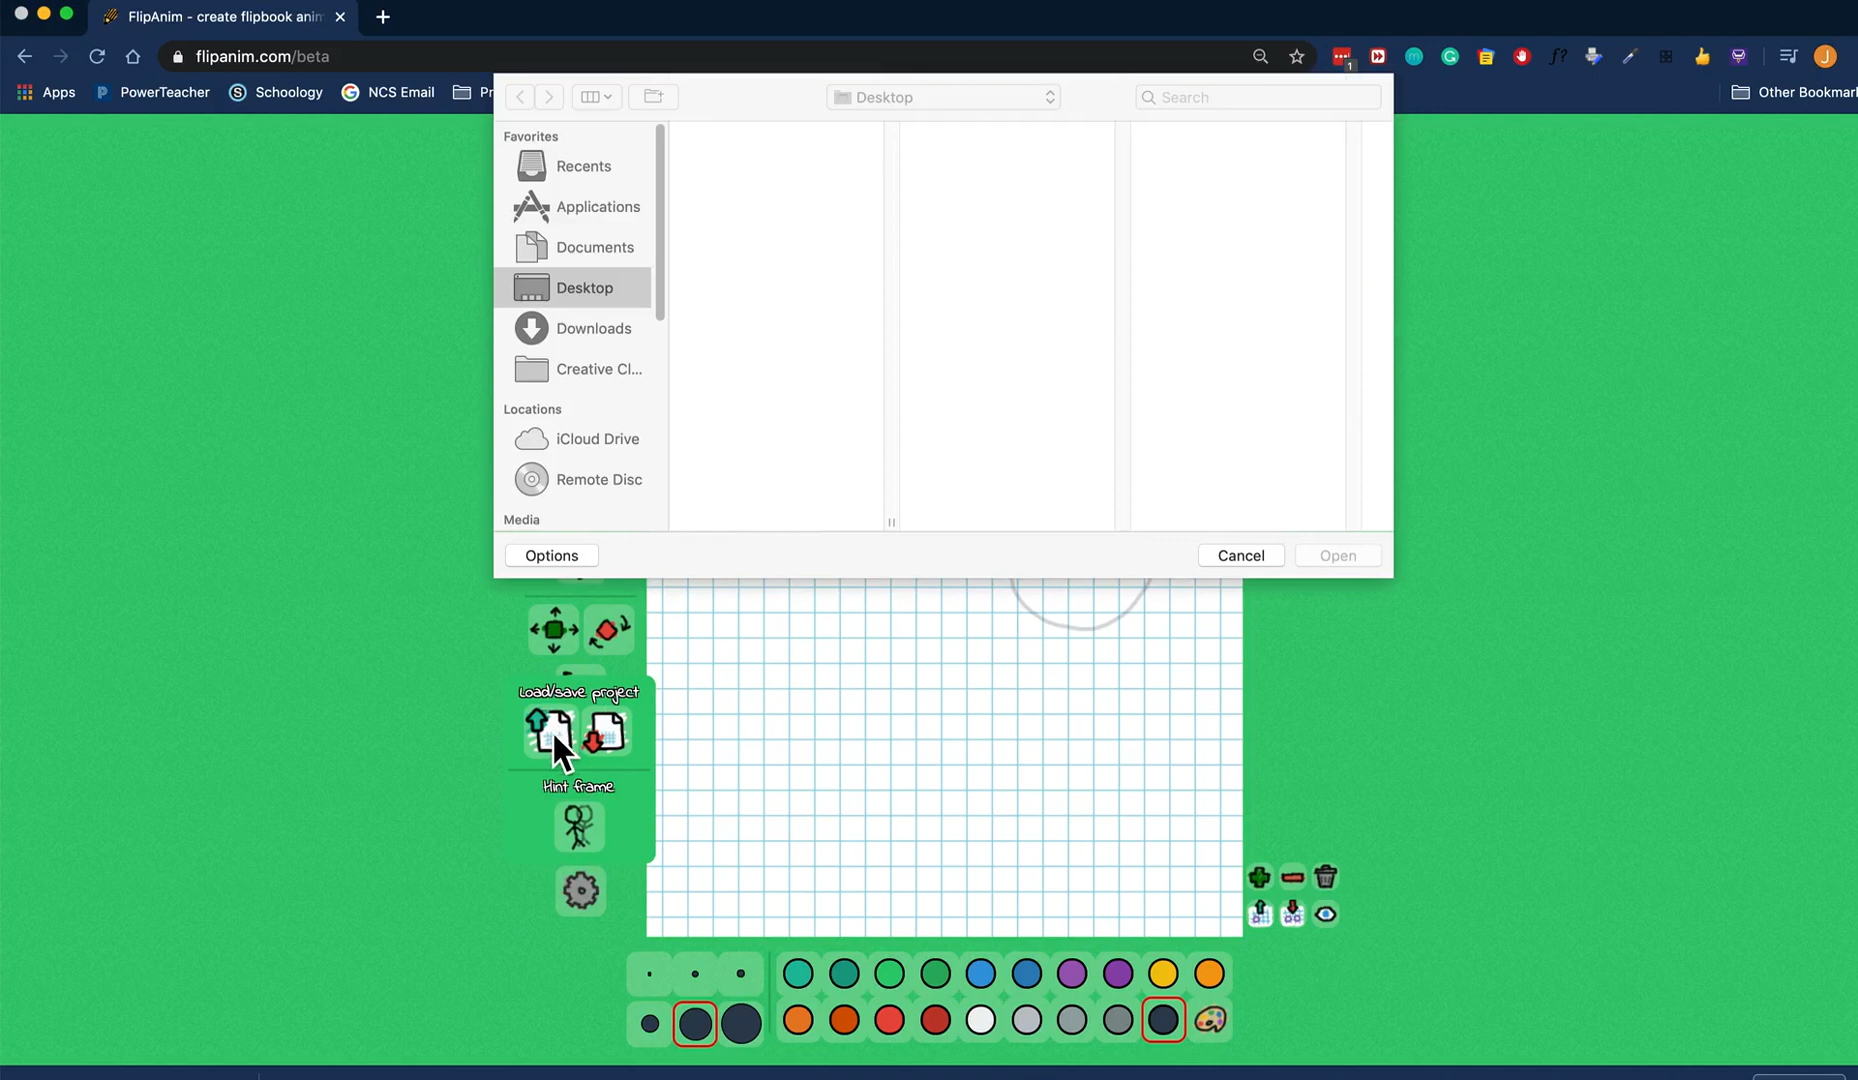 FlipAnim - create flipbook anim
flipanim.com/beta
1
J
Apps
PowerTeacher
Schoology
NCS Email
Pr
Other Bookmar
Desktop
Search
Favorites
Recents
Applications
Documents
Desktop
Downloads
Creative Cl...
Locations
iCloud Drive
Remote Disc
Media
Options
Cancel
Open
Load/save project
Hint frame